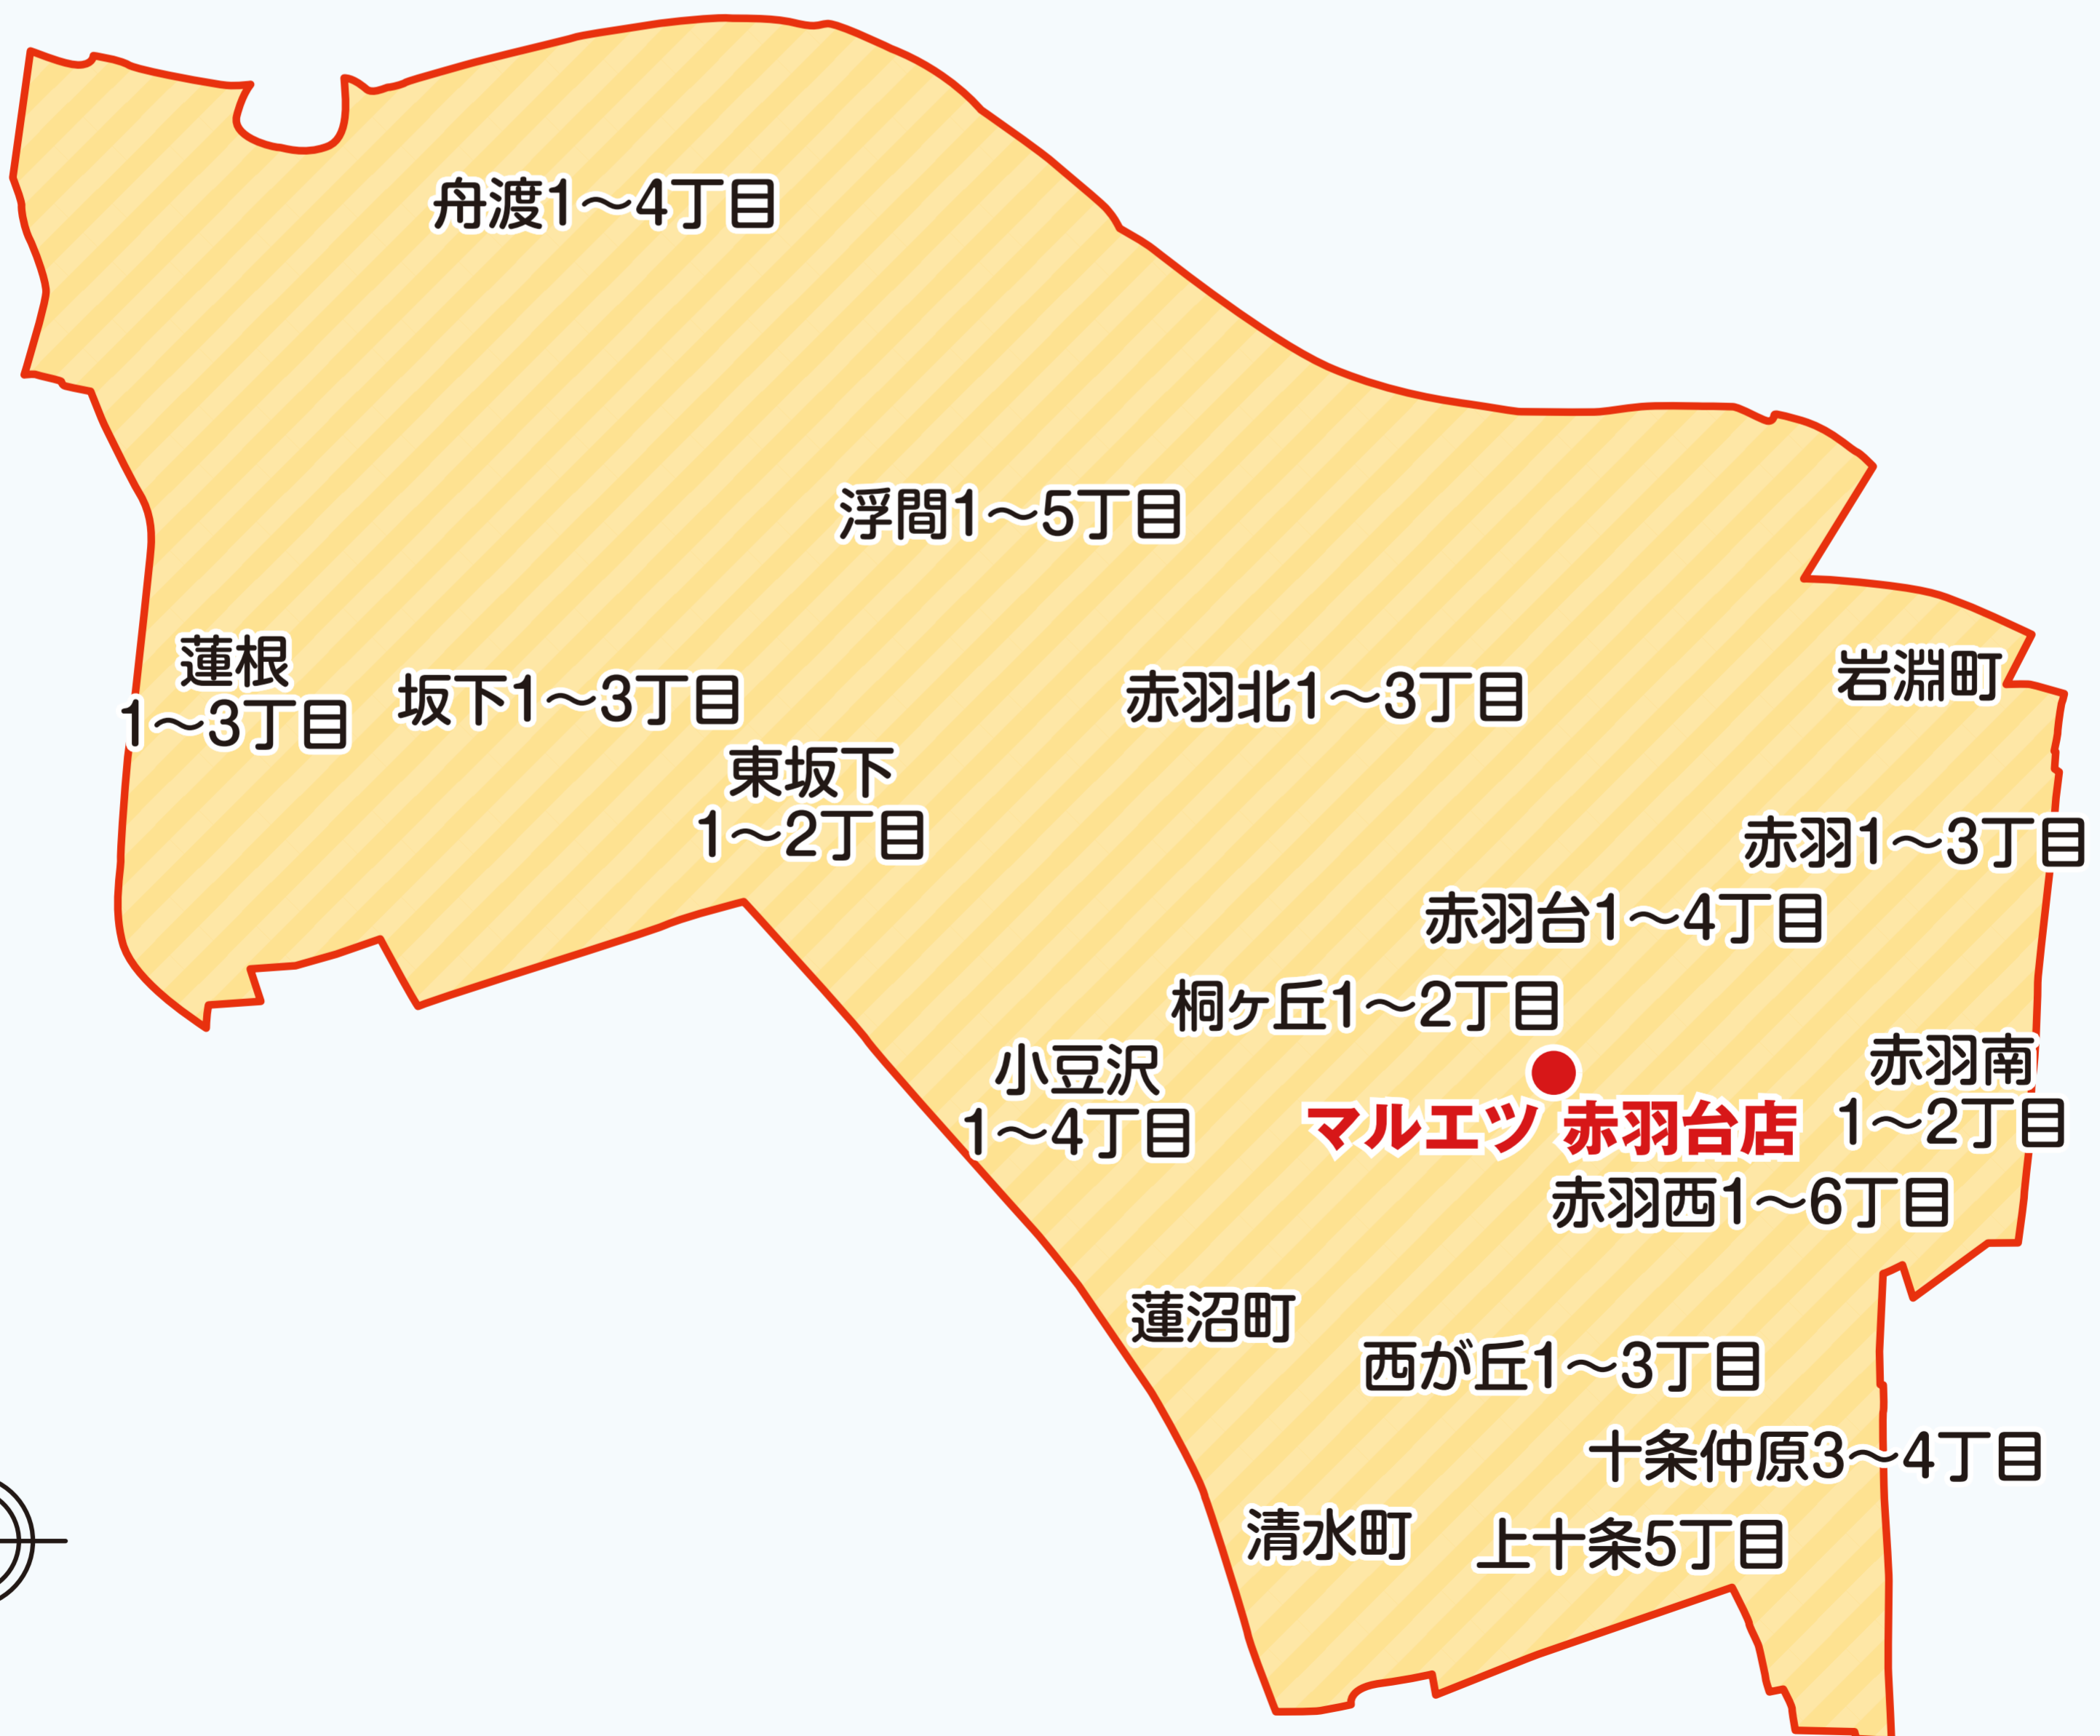 舟渡1〜4丁目
浮間1〜5丁目
蓮根
1〜3丁目
坂下1〜3丁目
東坂下
1〜2丁目
赤羽北1〜3丁目
岩淵町
赤羽1〜3丁目
赤羽台1〜4丁目
桐ヶ丘1〜2丁目
小豆沢
1〜4丁目
マルエツ 赤羽台店
赤羽南
1〜2丁目
赤羽西1〜6丁目
蓮沼町
西が丘1〜3丁目
十条仲原3〜4丁目
清水町
上十条5丁目